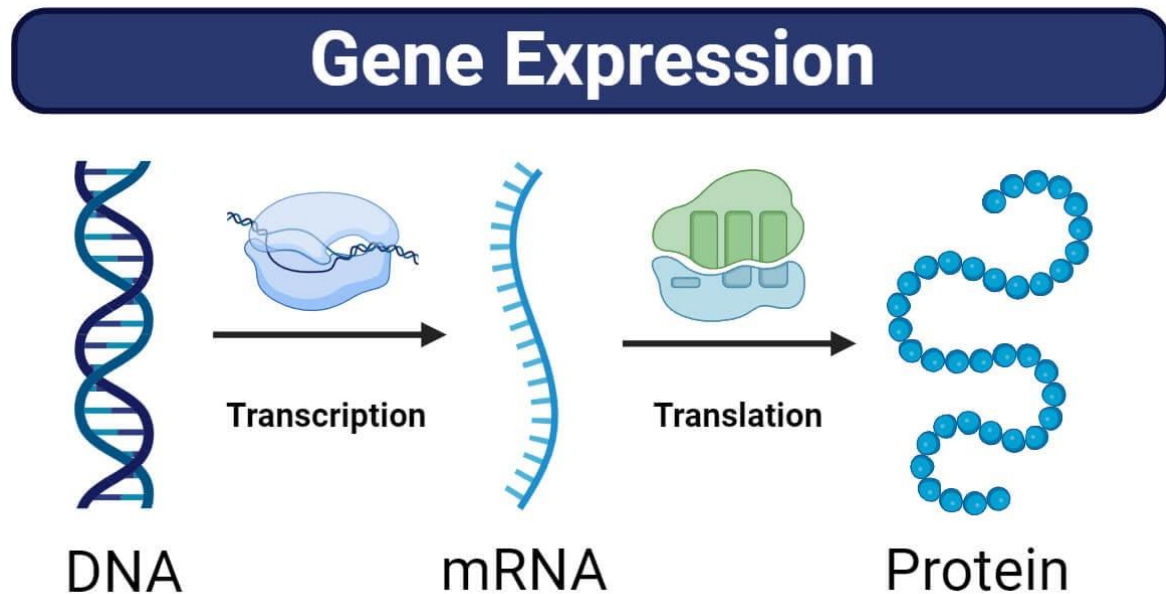 Gene Expression
Transcription
Translation
DNA
mRNA
Protein